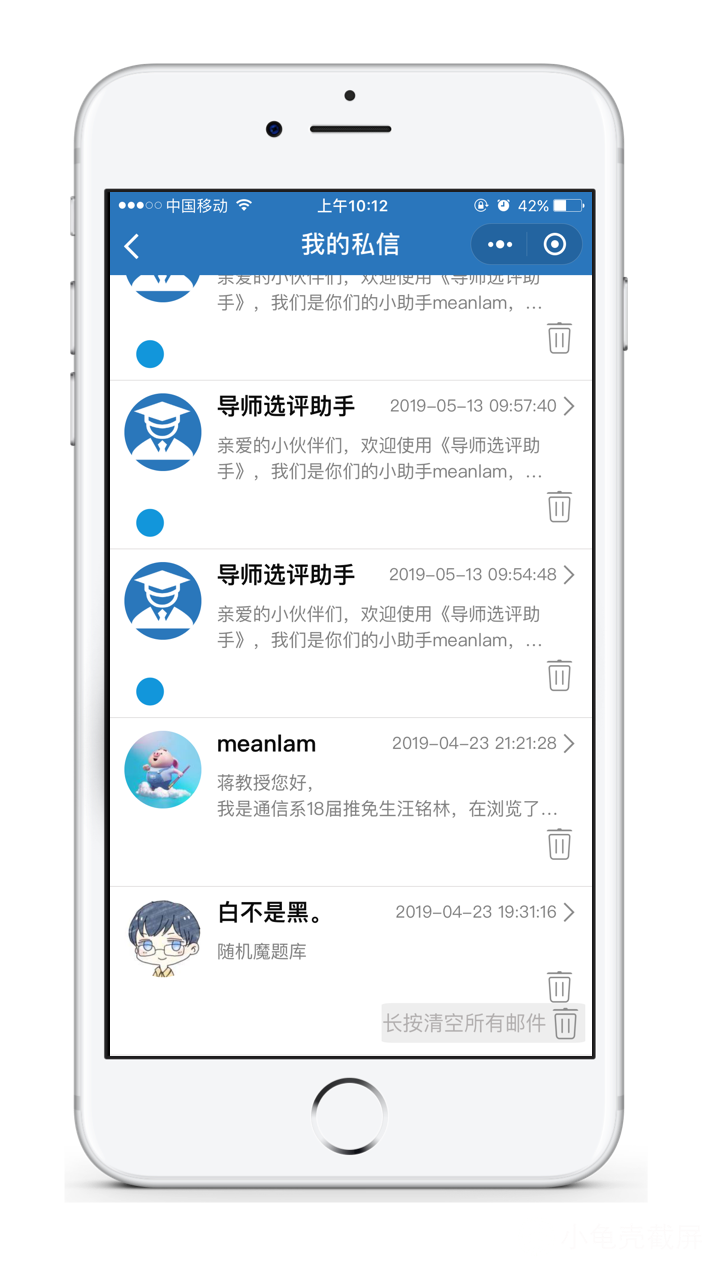 中国移动 上午10:12 42%
我的私信
亲爱的小伙伴们，欢迎使用《导师选评助
手》，我们是你们的小助手meanlam，...
导师选评助手 2019-05-13 09:57:40
亲爱的小伙伴们，欢迎使用《导师选评助
手》，我们是你们的小助手meanlam，...
导师选评助手 2019-05-13 09:54:48
亲爱的小伙伴们，欢迎使用《导师选评助
手》，我们是你们的小助手meanlam，...
meanlam 2019-04-23 21:21:28
蒋教授您好，
我是通信系18届推免生汪铭林，在浏览了...
白不是黑。 2019-04-23 19:31:16
随机魔题库
长按清空所有邮件